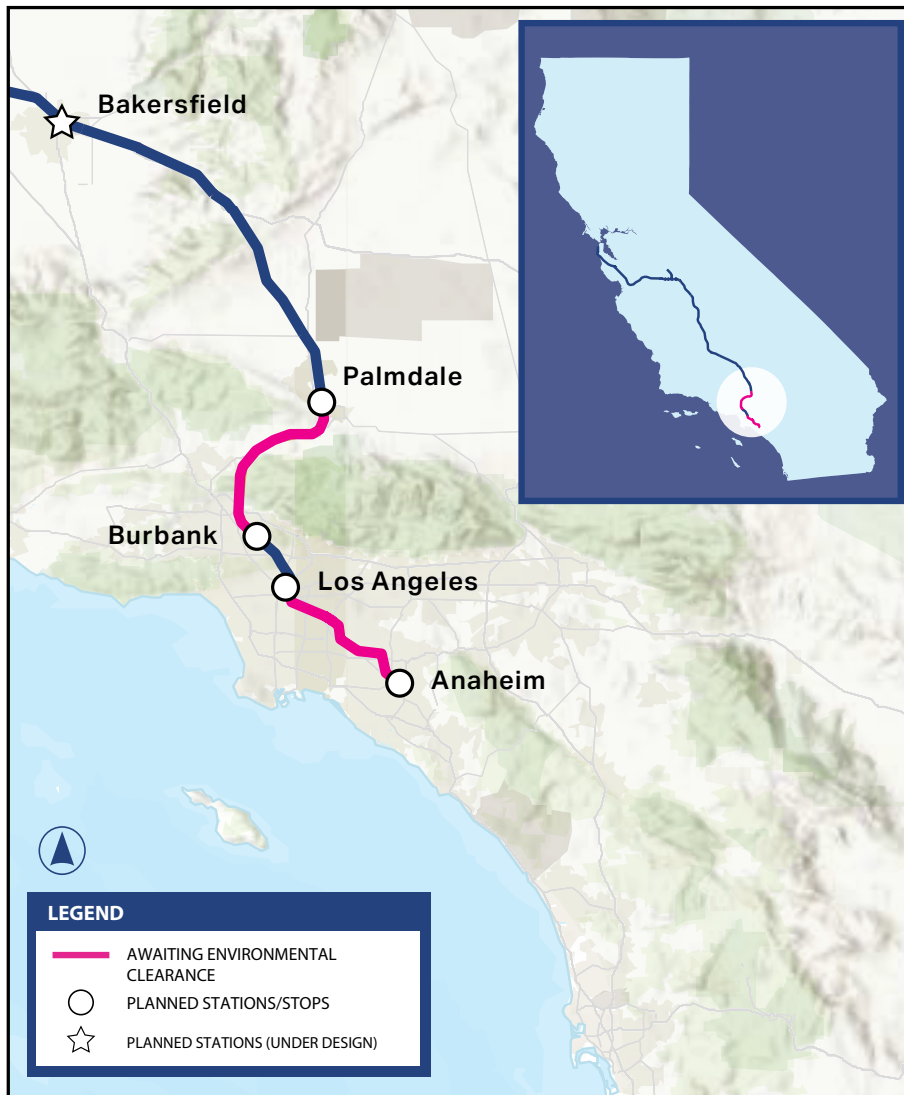 Bakersfield
Palmdale
Burbank
Los Angeles
Anaheim
LEGEND
AWAITING ENVIRONMENTAL
CLEARANCE
PLANNED STATIONS/STOPS
PLANNED STATIONS (UNDER DESIGN)